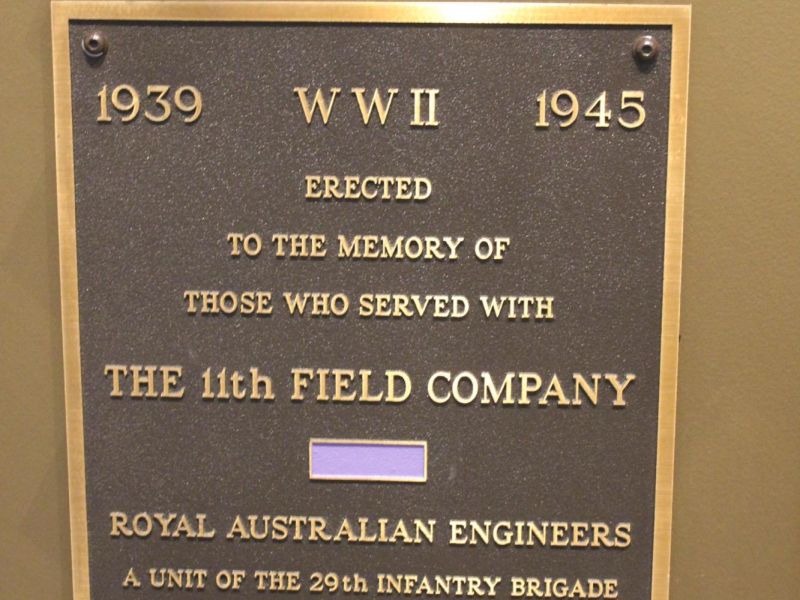 1939 WWII 1945
ERECTED
TO THE MEMORY OF
THOSE WHO SERVED WITH
THE 11th FIELD COMPANY
ROYAL AUSTRALIAN ENGINEERS
A UNIT OF THE 29th INFANTRY BRIGADE